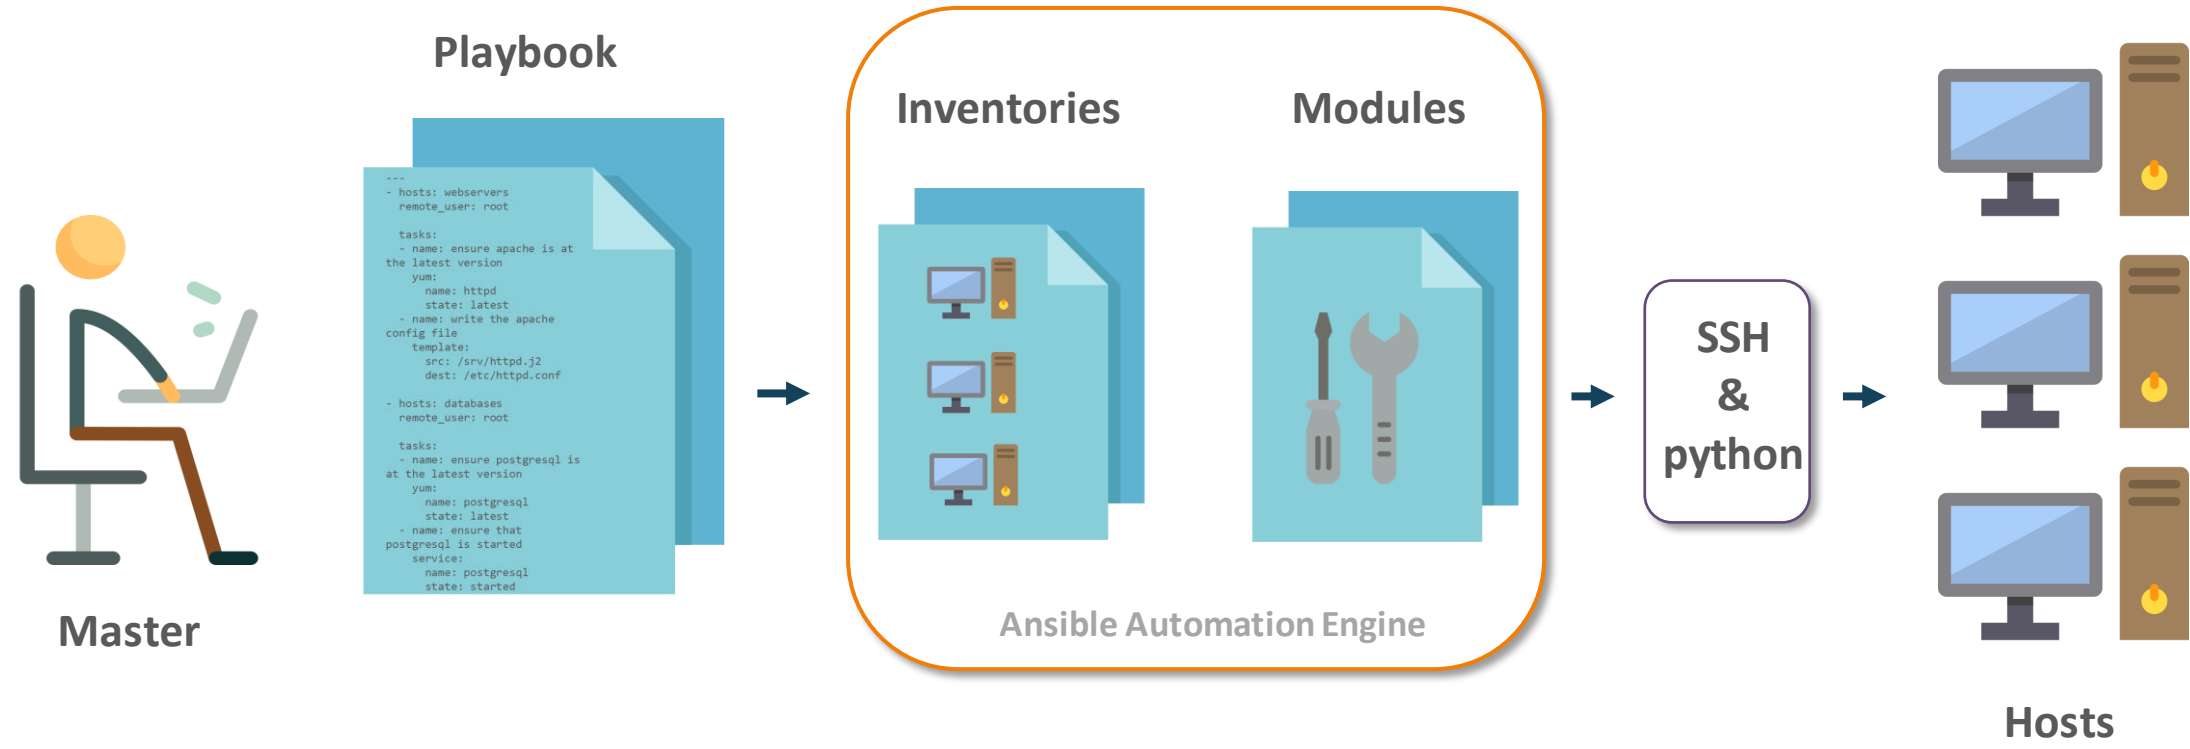 Playbook
---
- hosts: webservers
remote_user: root
tasks:
- name: ensure apache is at
the latest version
yum:
name: httpd
state: latest
- name: write the apache
config file
template:
src: /srv/httpd.j2
dest: /etc/httpd.conf
- hosts: databases
remote_user: root
tasks:
- name: ensure postgresql is
at the latest version
yum:
name: postgresql
state: latest
- name: ensure that
postgresql is started
service:
name: postgresql
state: started
Master
Inventories
Modules
Ansible Automation Engine
SSH
&
python
Hosts